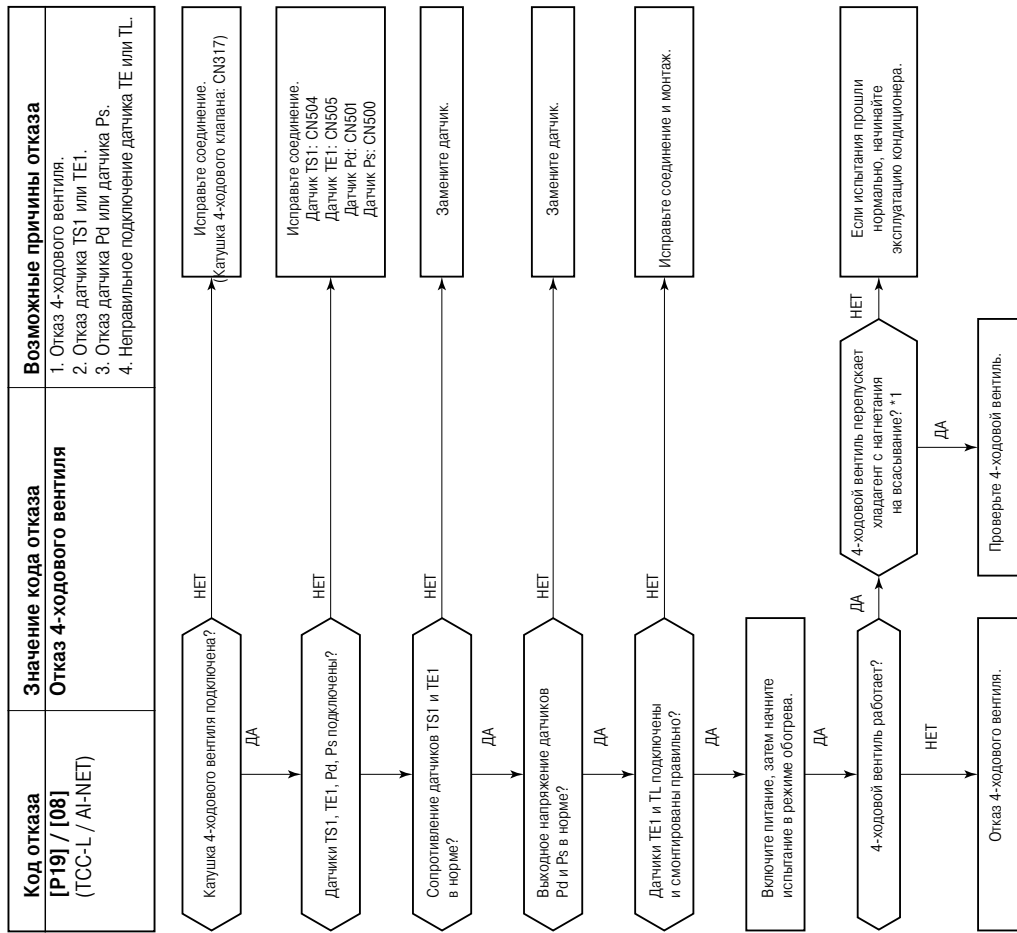 Код отказа
Значение кода отказа
Возможные причины отказа
[P19] / [08]
(TCC-L / AI-NET)
Отказ 4-ходового вентиля
1. Отказ 4-ходового вентиля.
2. Отказ датчика TS1 или TE1.
3. Отказ датчика Pd или датчика Ps.
4. Неправильное подключение датчика TE или TL.
Катушка 4-ходового вентиля подключена?
НЕТ
Исправьте соединение.
(Катушка 4-ходового клапана: CN317)
ДА
Датчики TS1, TE1, Pd, Ps подключены?
НЕТ
Исправьте соединение.
Датчик TS1: CN504
Датчик TE1: CN505
Датчик Pd: CN501
Датчик Ps: CN500
Сопротивление датчиков TS1 и TE1
в норме?
НЕТ
Замените датчик.
ДА
Выходное напряжение датчиков
Pd и Ps в норме?
НЕТ
Замените датчик.
ДА
Датчики TE1 и TL подключены
и смонтированы правильно?
НЕТ
Исправьте соединение и монтаж.
ДА
Включите питание, затем начните
испытание в режиме обогрева.
ДА
4-ходовой вентиль работает?
ДА
4-ходовой вентиль перепускает
хладагент с нагнетания
на всасывание? *1
НЕТ
Если испытания прошли
нормально, начинайте
эксплуатацию кондиционера.
НЕТ
ДА
Отказ 4-ходового вентиля.
Проверьте 4-ходовой вентиль.